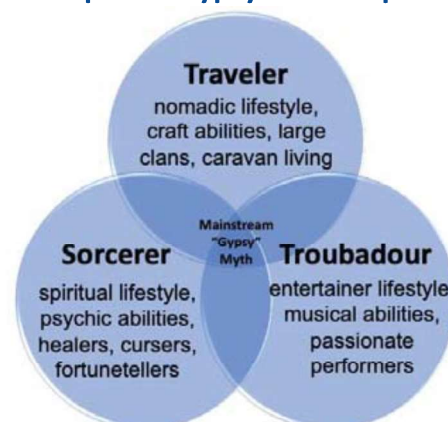 Traveler
nomadic lifestyle,
craft abilities, large
clans, caravan living
Mainstream
"Gypsy"
Myth
Sorcerer
spiritual lifestyle,
psychic abilities,
healers, cursers,
fortunetellers
Troubadour
entertainer lifestyle
musical abilities,
passionate
performers